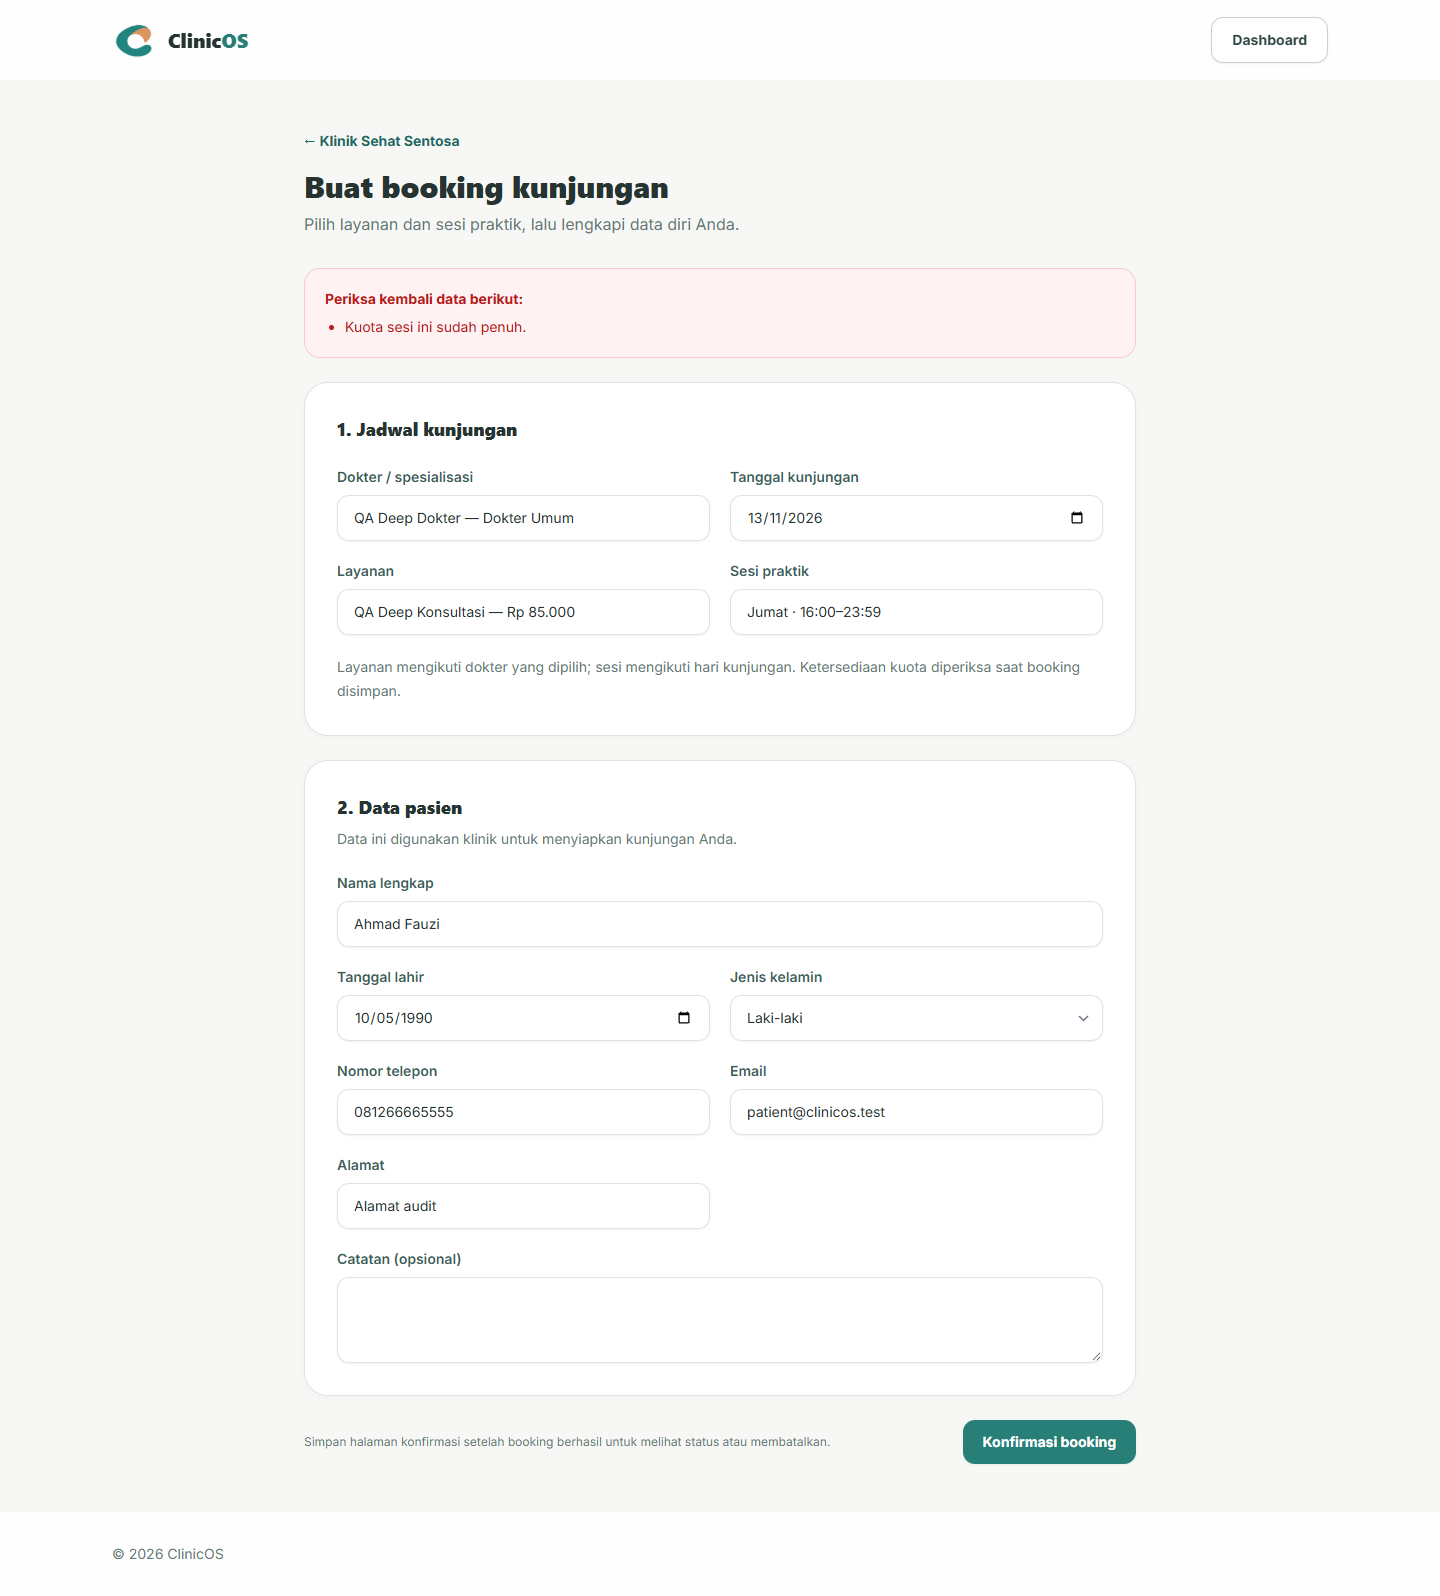 ClinicOS
Dashboard
← Klinik Sehat Sentosa
Buat booking kunjungan
Pilih layanan dan sesi praktik, lalu lengkapi data diri Anda.
Periksa kembali data berikut:
• Kuota sesi ini sudah penuh.
1. Jadwal kunjungan
Dokter / spesialisasi
Tanggal kunjungan
QA Deep Dokter — Dokter Umum
13/11/2026
Layanan
Sesi praktik
QA Deep Konsultasi — Rp 85.000
Jumat · 16:00–23:59
Layanan mengikuti dokter yang dipilih; sesi mengikuti hari kunjungan. Ketersediaan kuota diperiksa saat booking
disimpan.
2. Data pasien
Data ini digunakan klinik untuk menyiapkan kunjungan Anda.
Nama lengkap
Ahmad Fauzi
Tanggal lahir
Jenis kelamin
10/05/1990
Laki-laki
Nomor telepon
Email
081266665555
patient@clinicos.test
Alamat
Alamat audit
Catatan (opsional)
Simpan halaman konfirmasi setelah booking berhasil untuk melihat status atau membatalkan.
Konfirmasi booking
© 2026 ClinicOS